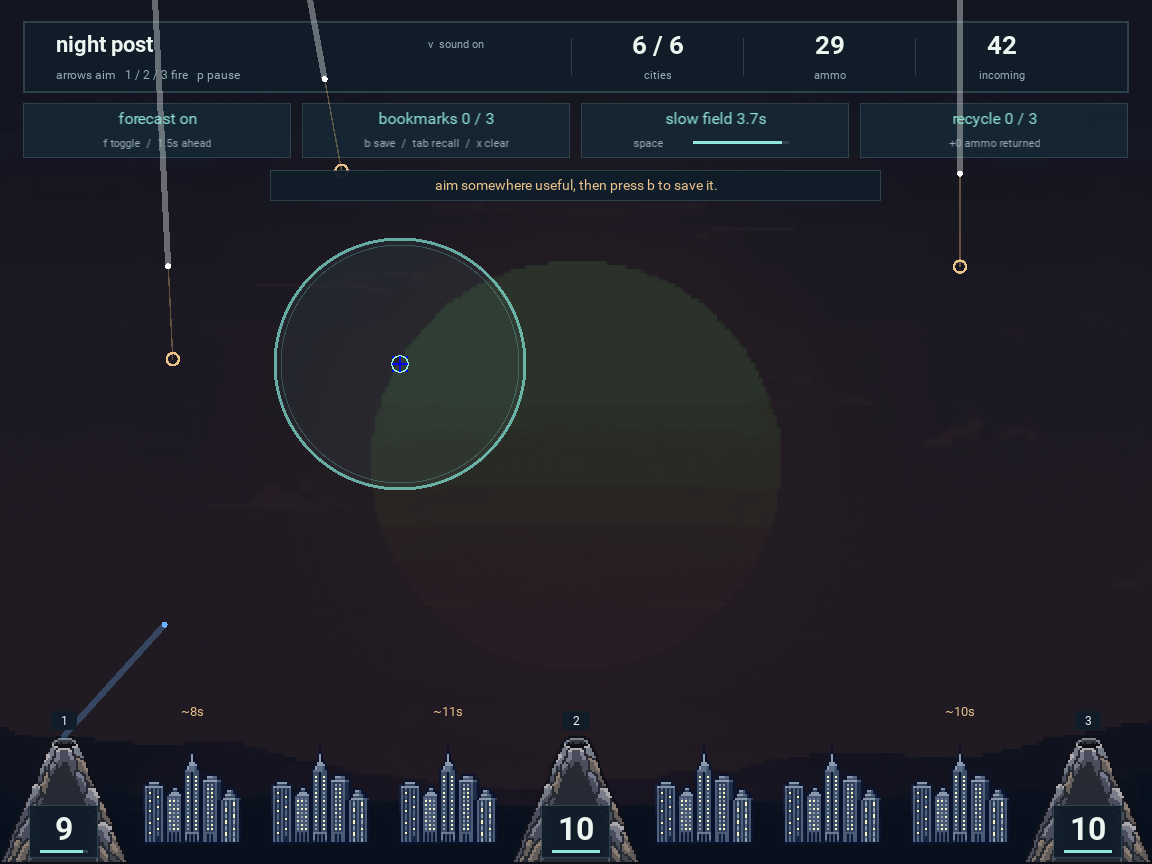 night post
v sound on
6 / 6
29
42
arrows aim 1 / 2 / 3 fire p pause
cities
ammo
incoming
forecast on
bookmarks 0 / 3
slow field 3.7s
recycle 0 / 3
f toggle / 1.5s ahead
b save / tab recall / x clear
space
+0 ammo returned
aim somewhere useful, then press b to save it.
~8s
~11s
~10s
1
2
3
9
10
10